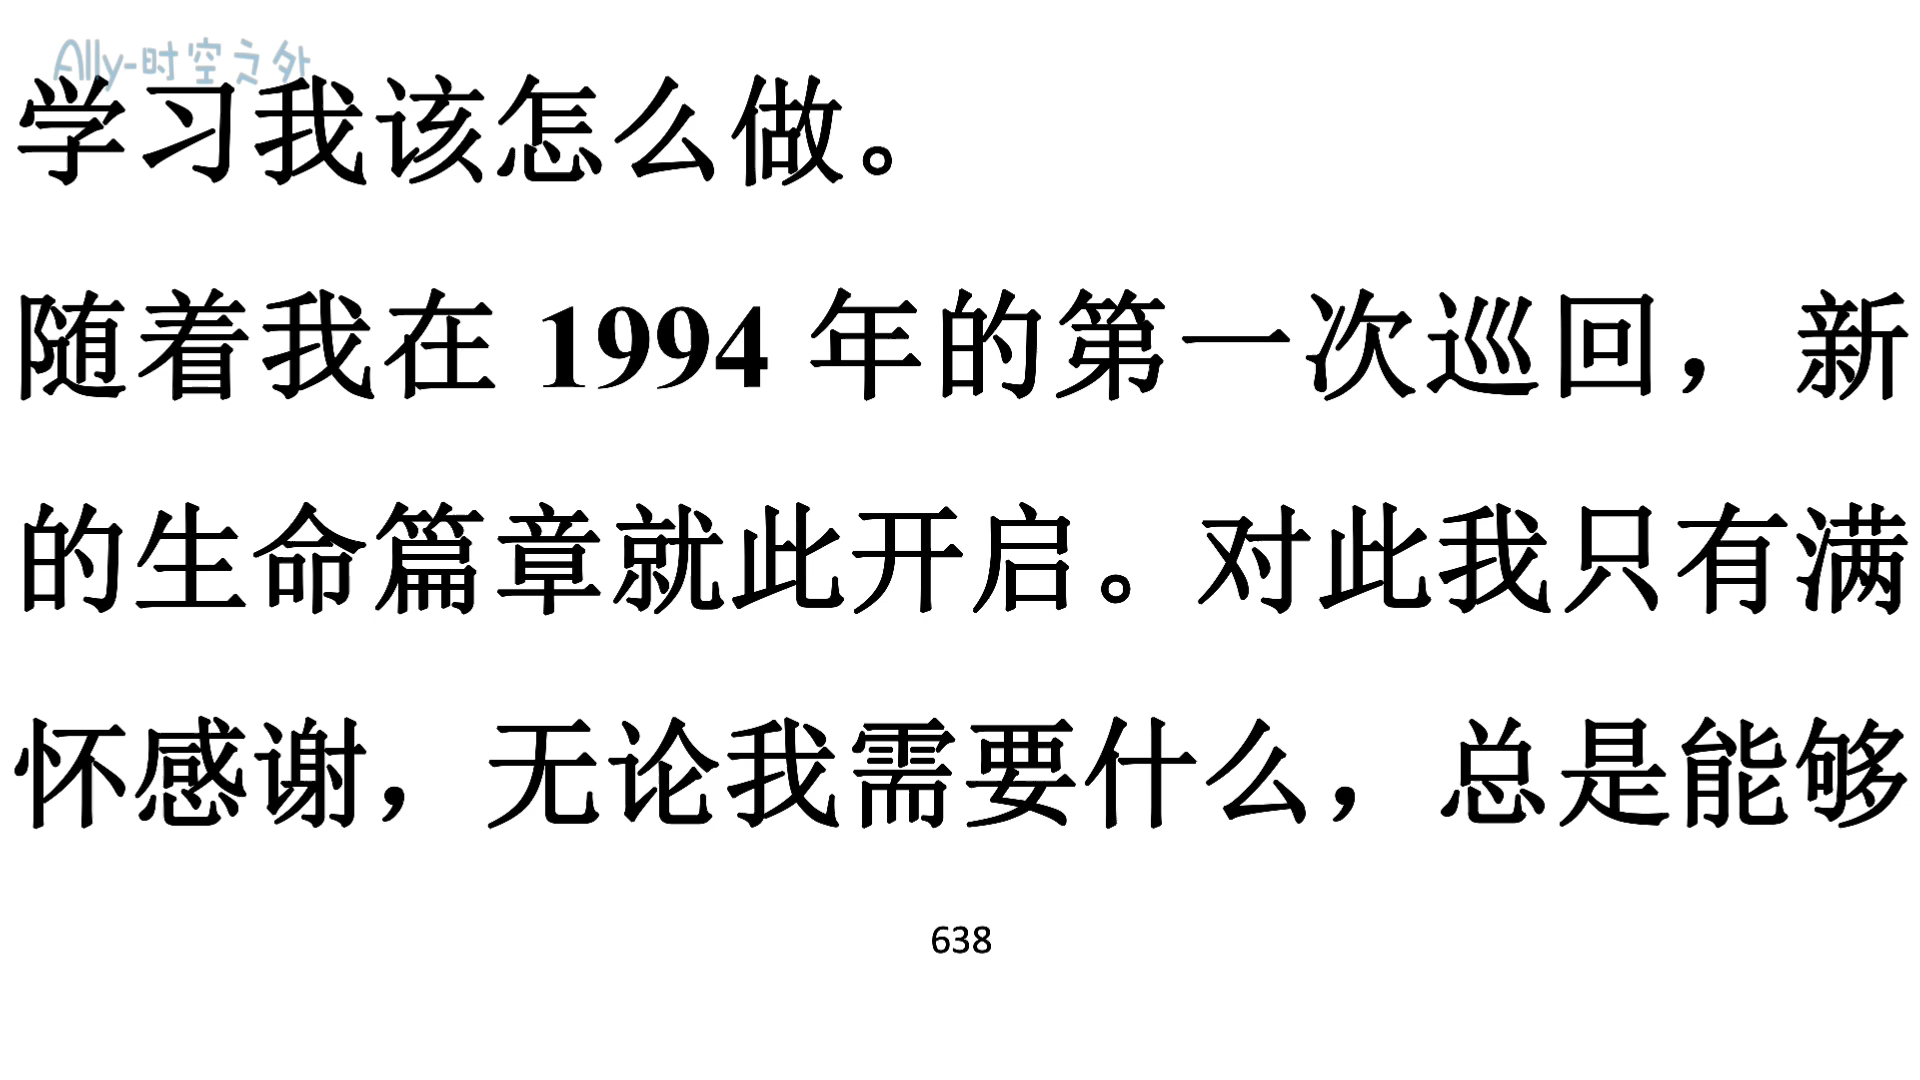 Ally-时空之外
学习我该怎么做。
随着我在 1994 年的第一次巡回，新
的生命篇章就此开启。对此我只有满
怀感谢，无论我需要什么，总是能够
638